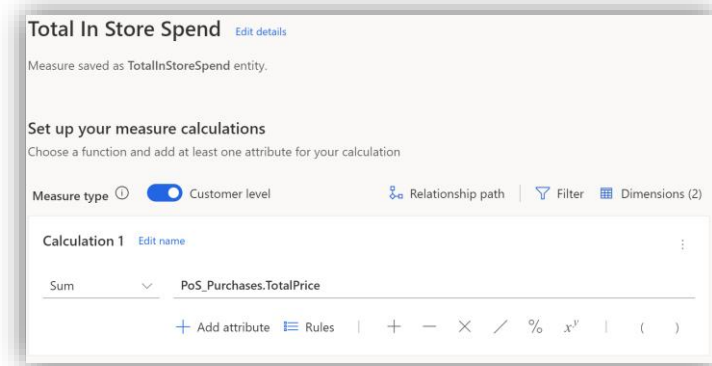 Total In Store Spend Edit details
Measure saved as TotalInStoreSpend entity.
Set up your measure calculations
Choose a function and add at least one attribute for your calculation
Measure type Customer level Relationship path Filter Dimensions (2)
Calculation 1 Edit name
Sum PoS_Purchases.TotalPrice
+ Add attribute Rules | + − × / % xʸ | ( )